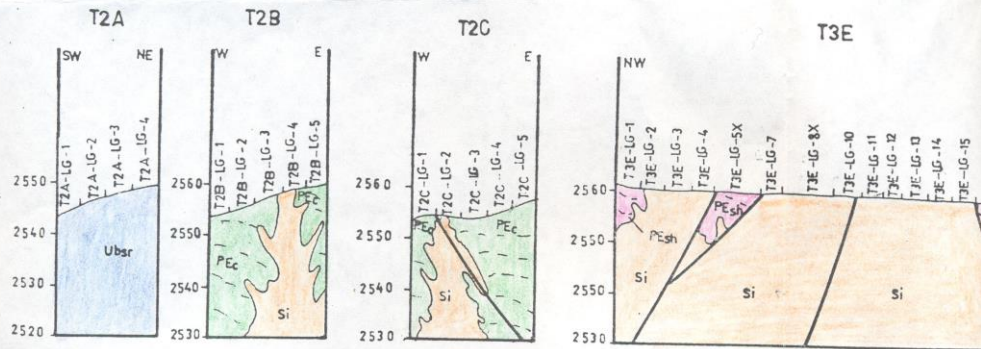 T2A
T2B
T2C
T3E
SW NE
W E
W E
NW
T2A-LG-1
T2A-LG-2
T2A-LG-3
T2A-LG-4
2550
2540
2530
2520
Ubsr
T2B-LG-1
T2B-LG-2
T2B-LG-3
T2B-LG-4
T2B-LG-5
2560
2550
2540
2530
PEc
PEc
Si
T2C-LG-1
T2C-LG-2
T2C-LG-3
T2C-LG-4
T2C-LG-5
2560
2550
2540
2530
PEc
PEc
Si
T3E-LG-1
T3E-LG-2
T3E-LG-3
T3E-LG-4
T3E-LG-5X
T3E-LG-7
T3E-LG-8X
T3E-LG-10
T3E-LG-11
T3E-LG-12
T3E-LG-13
T3E-LG-14
T3E-LG-15
2560
2550
2530
PEsh
PEsh
Si
Si
Si